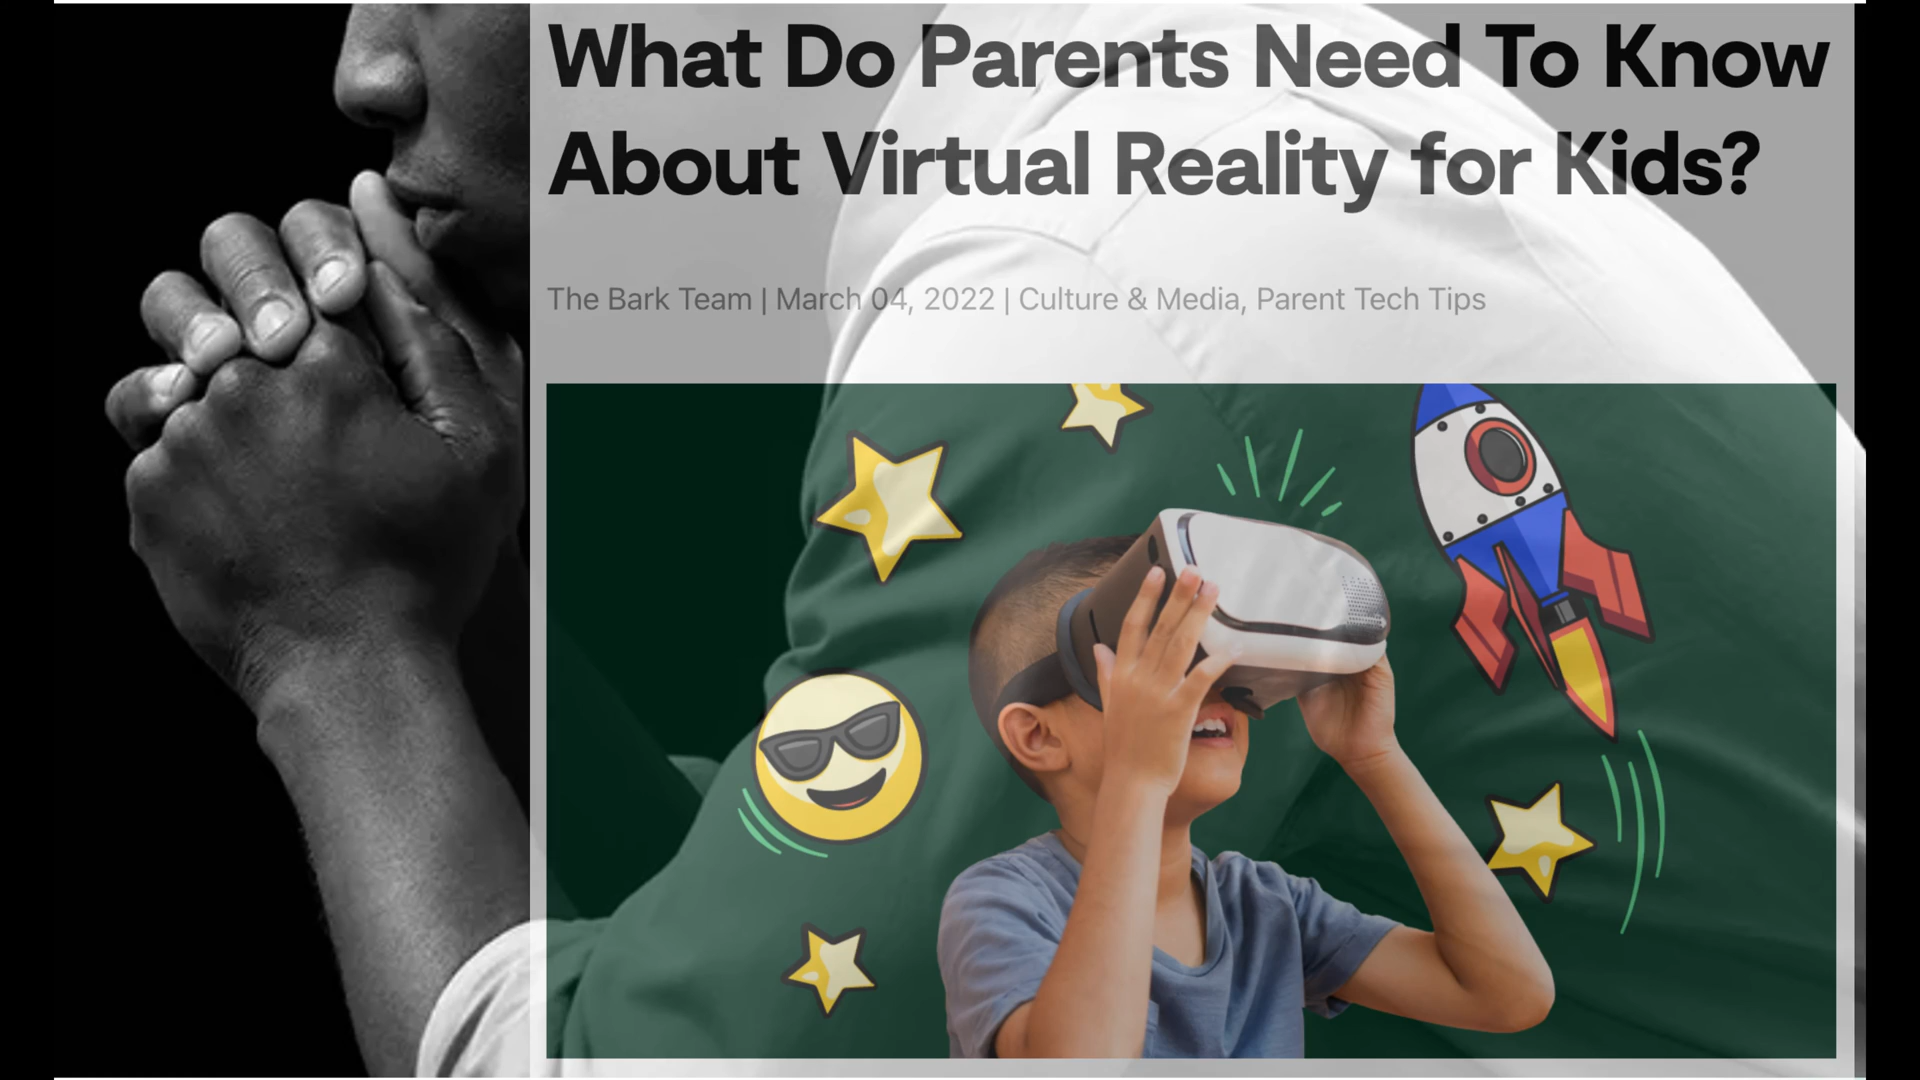 What Do Parents Need To Know
About Virtual Reality for Kids?
The Bark Team | March 04, 2022 | Culture & Media, Parent Tech Tips